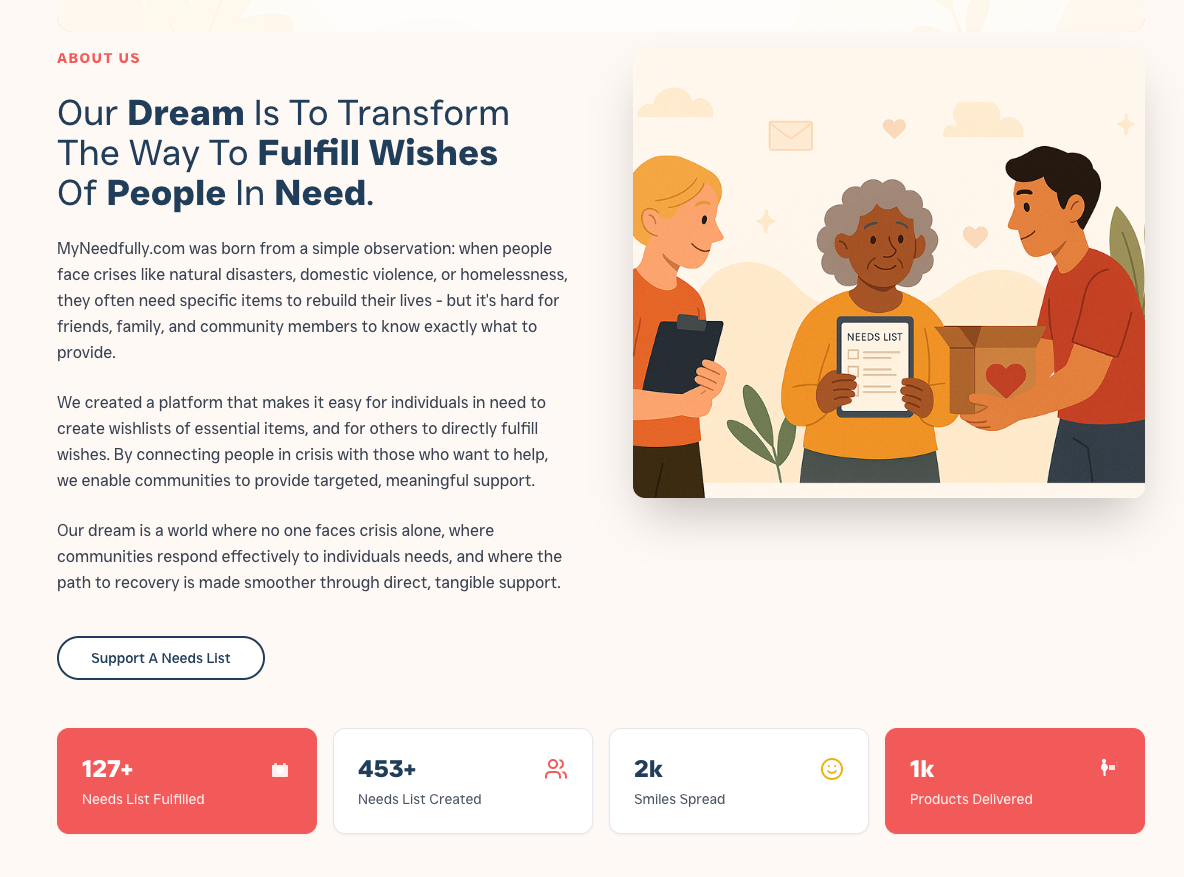 ABOUT US
Our Dream Is To Transform
The Way To Fulfill Wishes
Of People In Need.
MyNeedfully.com was born from a simple observation: when people
face crises like natural disasters, domestic violence, or homelessness,
they often need specific items to rebuild their lives - but it's hard for
friends, family, and community members to know exactly what to
provide.
We created a platform that makes it easy for individuals in need to
create wishlists of essential items, and for others to directly fulfill
wishes. By connecting people in crisis with those who want to help,
we enable communities to provide targeted, meaningful support.
Our dream is a world where no one faces crisis alone, where
communities respond effectively to individuals needs, and where the
path to recovery is made smoother through direct, tangible support.
Support A Needs List
NEEDS LIST
127+
Needs List Fulfilled
453+
Needs List Created
2k
Smiles Spread
1k
Products Delivered